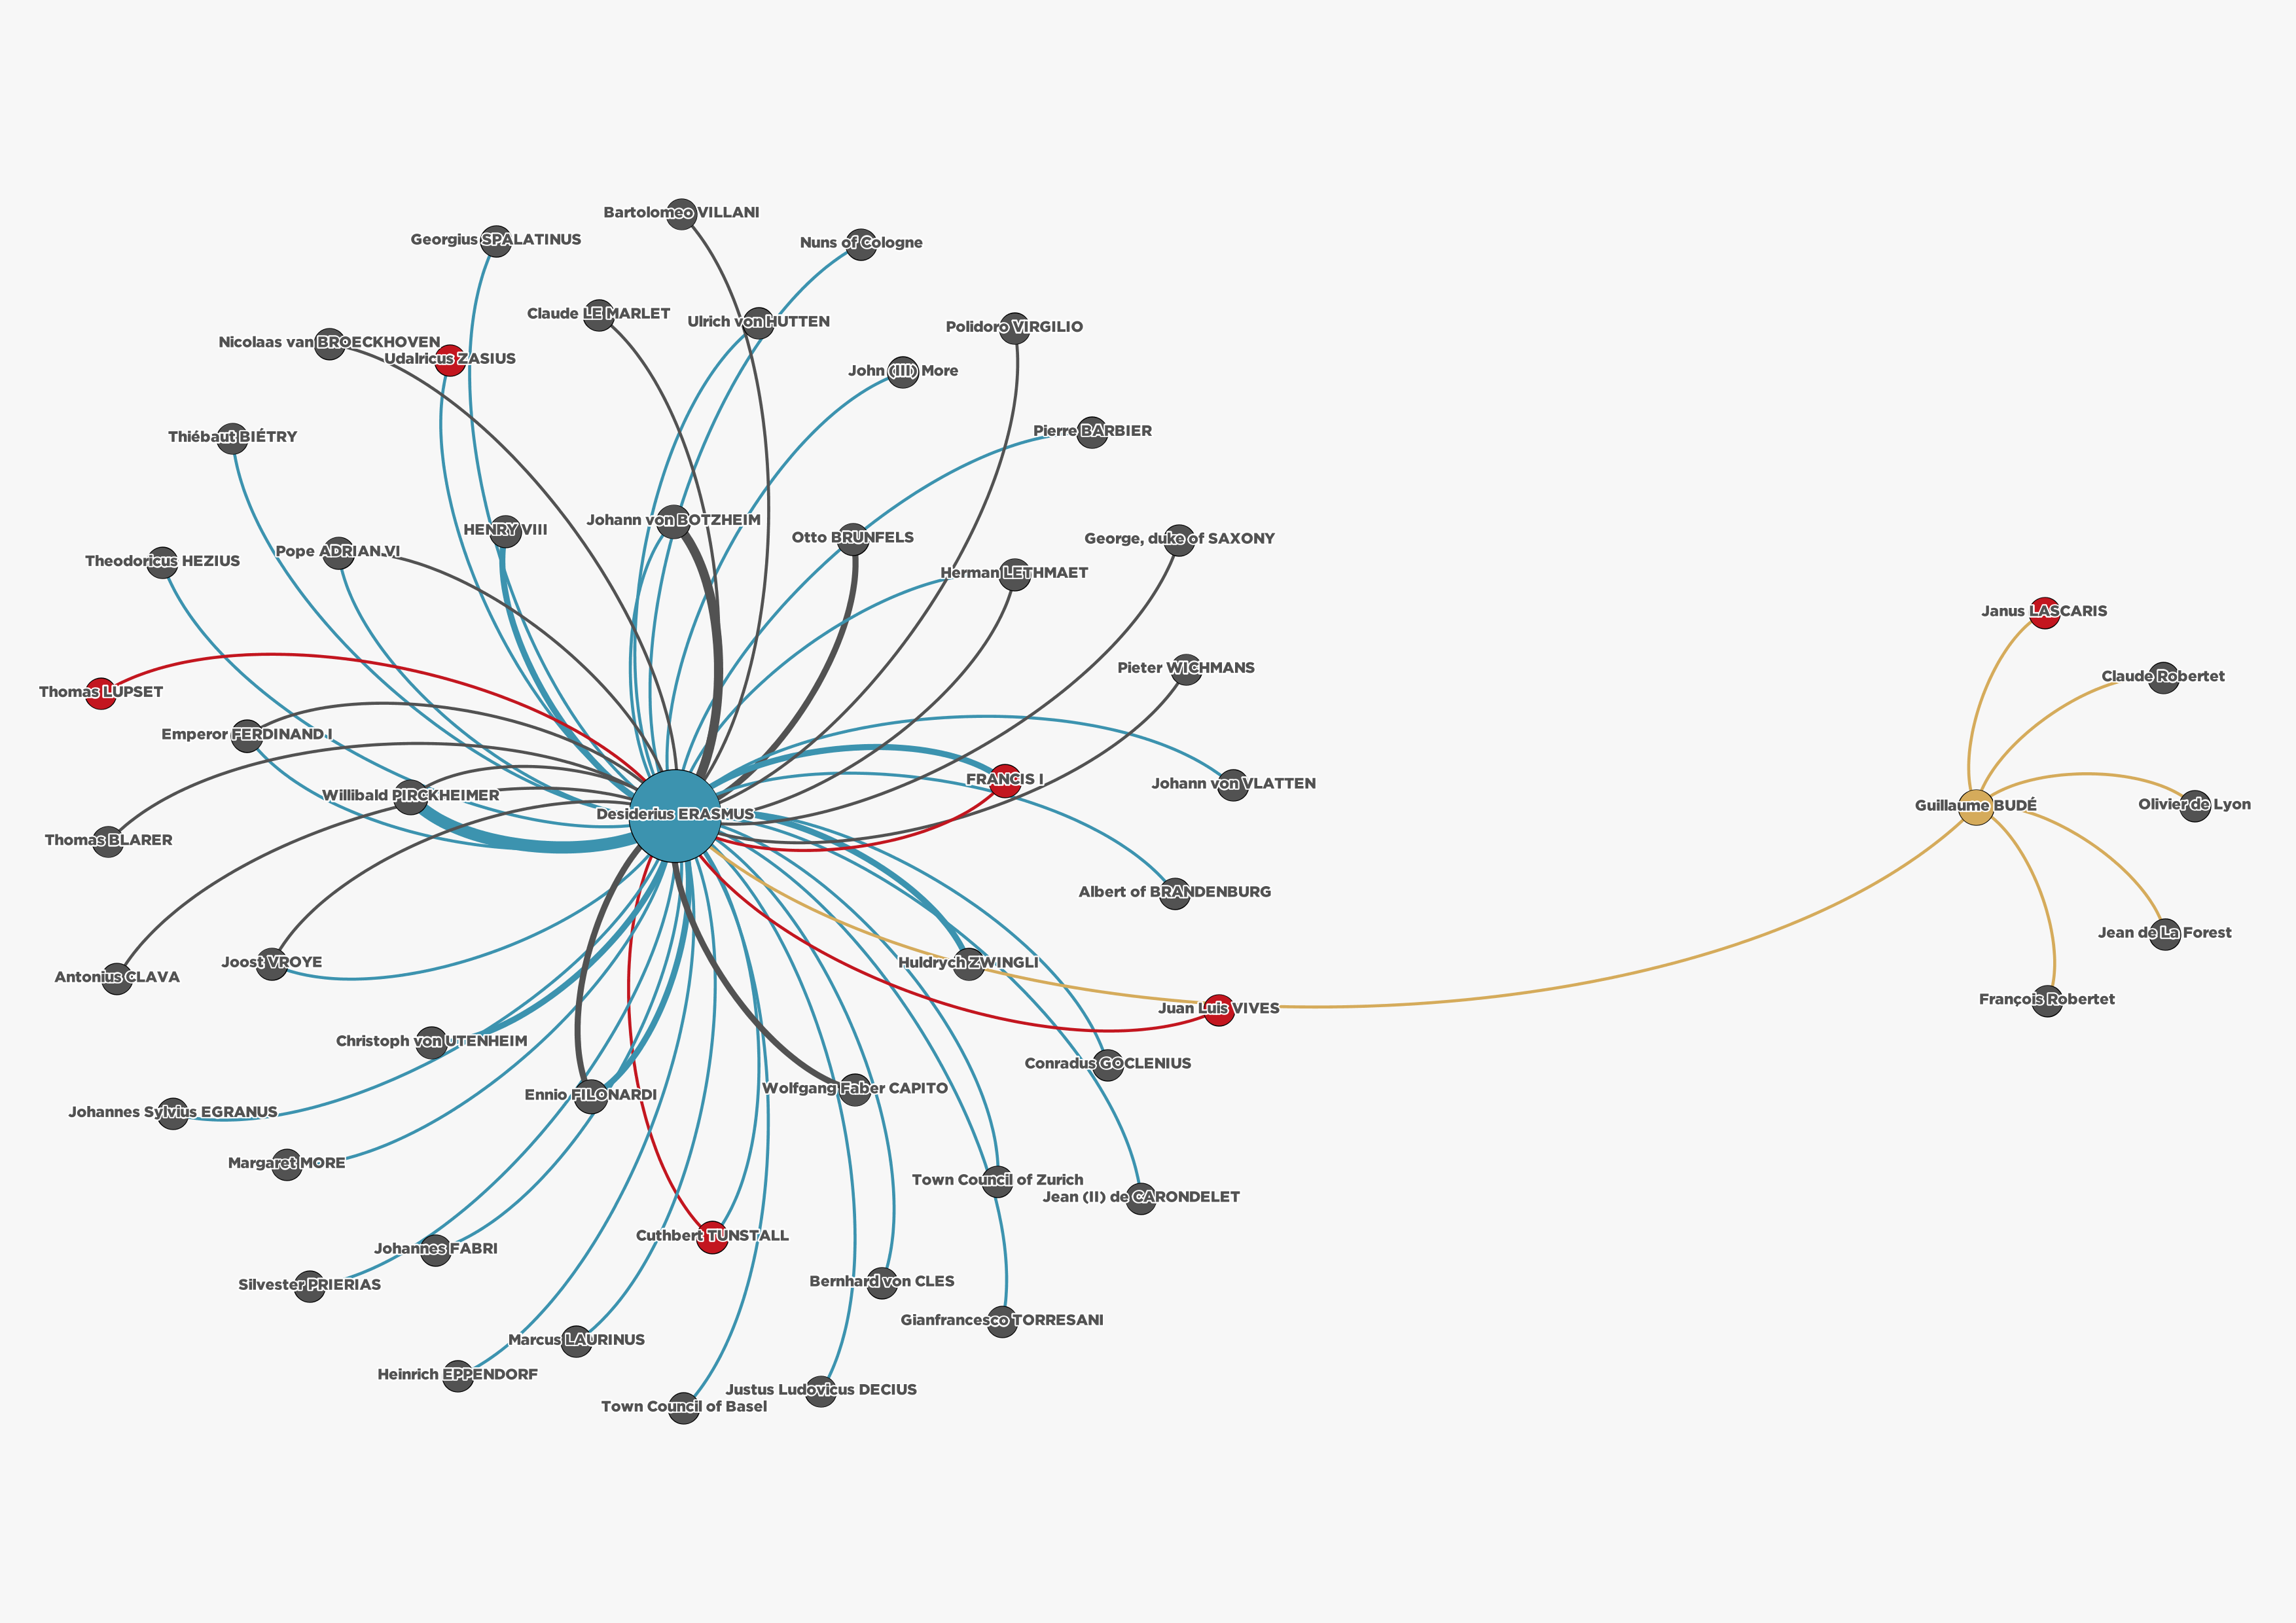 Bartolomeo VILLANI
Georgius SPALATINUS
Nuns of Cologne
Claude LE MARLET
Ulrich von HUTTEN
Polidoro VIRGILIO
Nicolaas van BROECKHOVEN
Udalricus ZASIUS
John (III) More
Pierre BARBIER
Thiébaut BIÉTRY
Johann von BOTZHEIM
HENRY VIII
Otto BRUNFELS
George, duke of SAXONY
Pope ADRIAN VI
Theodoricus HEZIUS
Herman LETHMAET
Janus LASCARIS
Pieter WICHMANS
Claude Robertet
Thomas LUPSET
Emperor FERDINAND I
FRANCIS I
Johann von VLATTEN
Willibald PIRCKHEIMER
Olivier de Lyon
Guillaume BUDÉ
Desiderius ERASMUS
Thomas BLARER
Albert of BRANDENBURG
Jean de La Forest
Joost VROYE
Huldrych ZWINGLI
Antonius CLAVA
François Robertet
Juan Luis VIVES
Christoph von UTENHEIM
Conradus GOCLENIUS
Wolfgang Faber CAPITO
Ennio FILONARDI
Johannes Sylvius EGRANUS
Margaret MORE
Town Council of Zurich
Jean (II) de CARONDELET
Cuthbert TUNSTALL
Johannes FABRI
Bernhard von CLES
Silvester PRIERIAS
Gianfrancesco TORRESANI
Marcus LAURINUS
Heinrich EPPENDORF
Justus Ludovicus DECIUS
Town Council of Basel